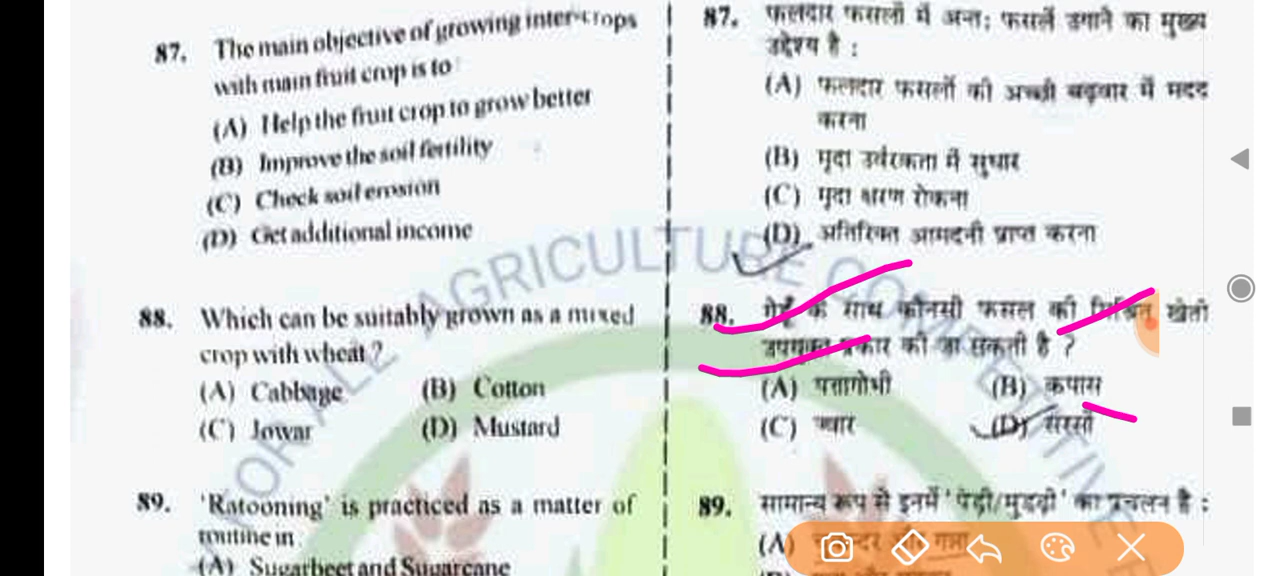 87. The main objective of growing inter-crops
with main fruit crop is to
(A) Help the fruit crop to grow better
(B) Improve the soil fertility
(C) Check soil erosion
(D) Get additional income
88. Which can be suitably grown as a mixed
crop with wheat ?
(A) Cabbage (B) Cotton
(C) Jowar (D) Mustard
89. 'Ratooning' is practiced as a matter of
routine in
(A) Sugarbeet and Sugarcane
87. फलदार फसलों में अन्तः फसलें उगाने का मुख्य
उद्देश्य है :
(A) फलदार फसलों की अच्छी बढ़वार में मदद
करना
(B) मृदा उर्वरकता में सुधार
(C) मृदा क्षरण रोकना
(D) अतिरिक्त आमदनी प्राप्त करना
88. गेहूँ के साथ कौनसी फसल की मिश्रित खेती
उपयुक्त प्रकार की जा सकती है ?
(A) पत्तागोभी (B) कपास
(C) ज्वार (D) सरसों
89. सामान्य रूप से इनमें 'पेड़ी/मुड़ढ़ी' का प्रचलन है :
(A)
AGRICULTURE COMPETITIVE